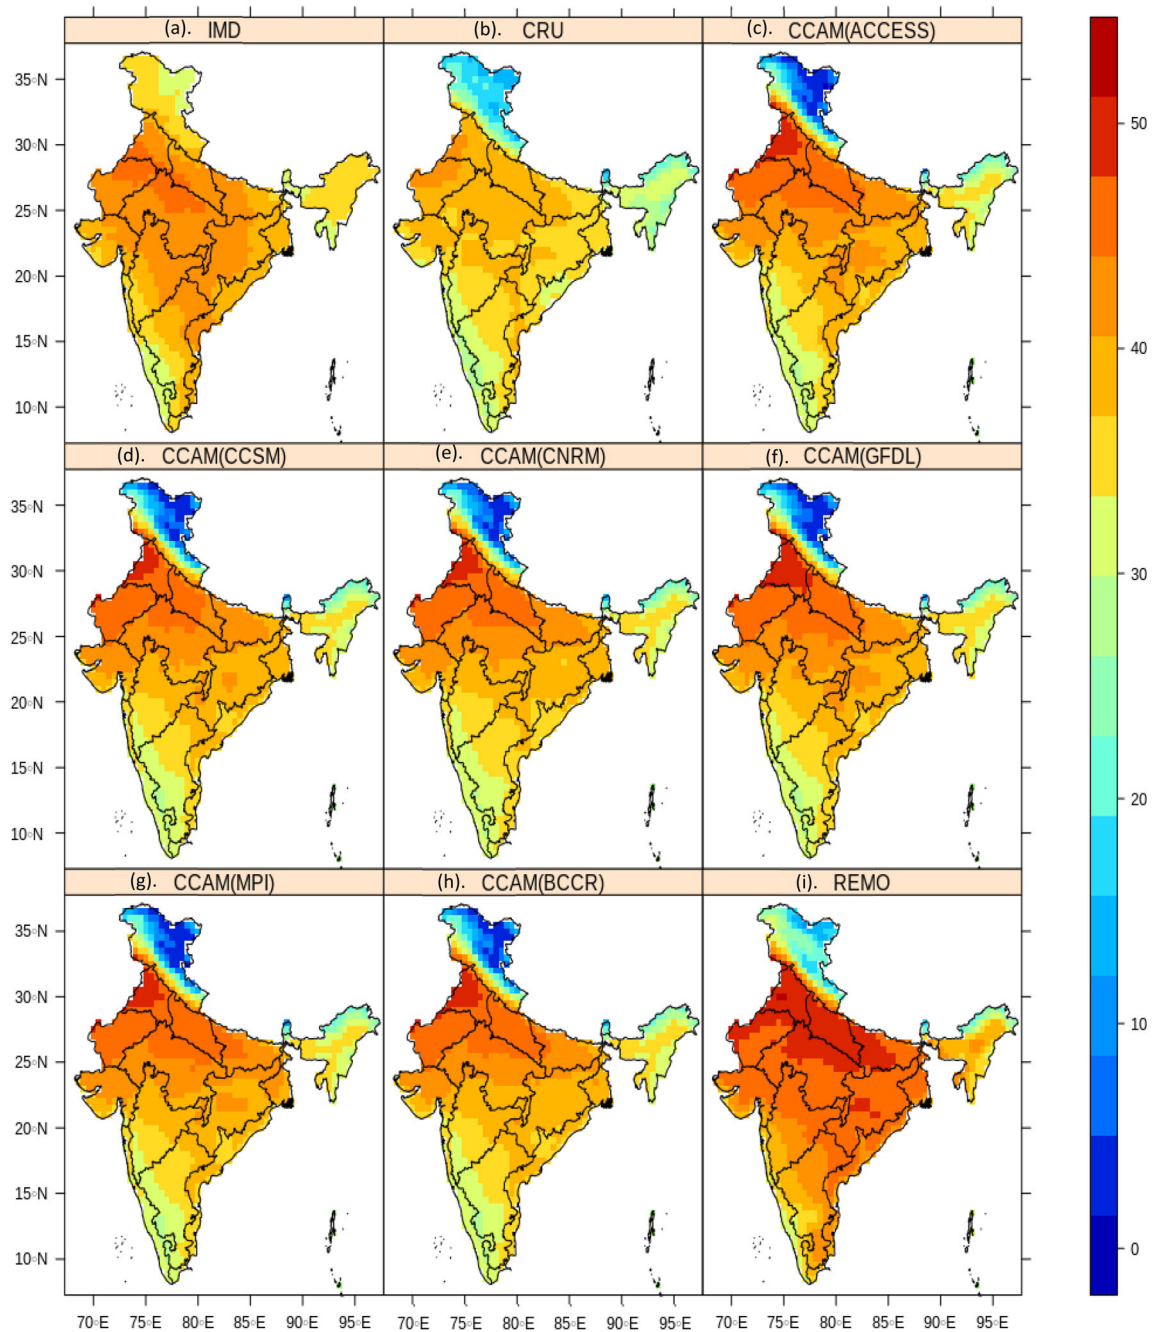 (a). IMD
(b). CRU
(c). CCAM(ACCESS)
35◦N
30◦N
25◦N
20◦N
15◦N
10◦N
(d). CCAM(CCSM)
(e). CCAM(CNRM)
(f). CCAM(GFDL)
35◦N
30◦N
25◦N
20◦N
15◦N
10◦N
(g). CCAM(MPI)
(h). CCAM(BCCR)
(i). REMO
35◦N
30◦N
25◦N
20◦N
15◦N
10◦N
70◦E 75◦E 80◦E 85◦E 90◦E 95◦E
70◦E 75◦E 80◦E 85◦E 90◦E 95◦E
70◦E 75◦E 80◦E 85◦E 90◦E 95◦E
50
40
30
20
10
0